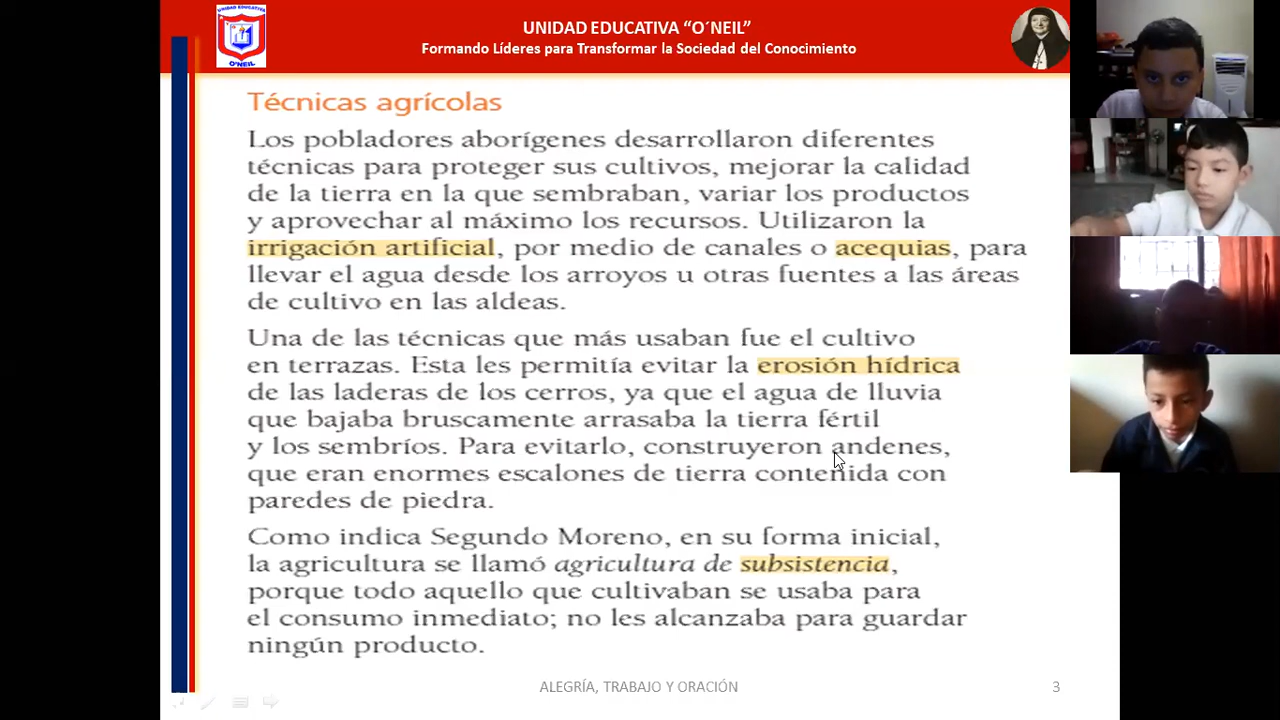 UNIDAD EDUCATIVA “O´NEIL”
Formando Líderes para Transformar la Sociedad del Conocimiento
UNIDAD EDUCATIVA
O'NEIL
Técnicas agrícolas
Los pobladores aborígenes desarrollaron diferentes
técnicas para proteger sus cultivos, mejorar la calidad
de la tierra en la que sembraban, variar los productos
y aprovechar al máximo los recursos. Utilizaron la
irrigación artificial, por medio de canales o acequias, para
llevar el agua desde los arroyos u otras fuentes a las áreas
de cultivo en las aldeas.
Una de las técnicas que más usaban fue el cultivo
en terrazas. Esta les permitía evitar la erosión hídrica
de las laderas de los cerros, ya que el agua de lluvia
que bajaba bruscamente arrasaba la tierra fértil
y los sembríos. Para evitarlo, construyeron andenes,
que eran enormes escalones de tierra contenida con
paredes de piedra.
Como indica Segundo Moreno, en su forma inicial,
la agricultura se llamó agricultura de subsistencia,
porque todo aquello que cultivaban se usaba para
el consumo inmediato; no les alcanzaba para guardar
ningún producto.
ALEGRÍA, TRABAJO Y ORACIÓN
3